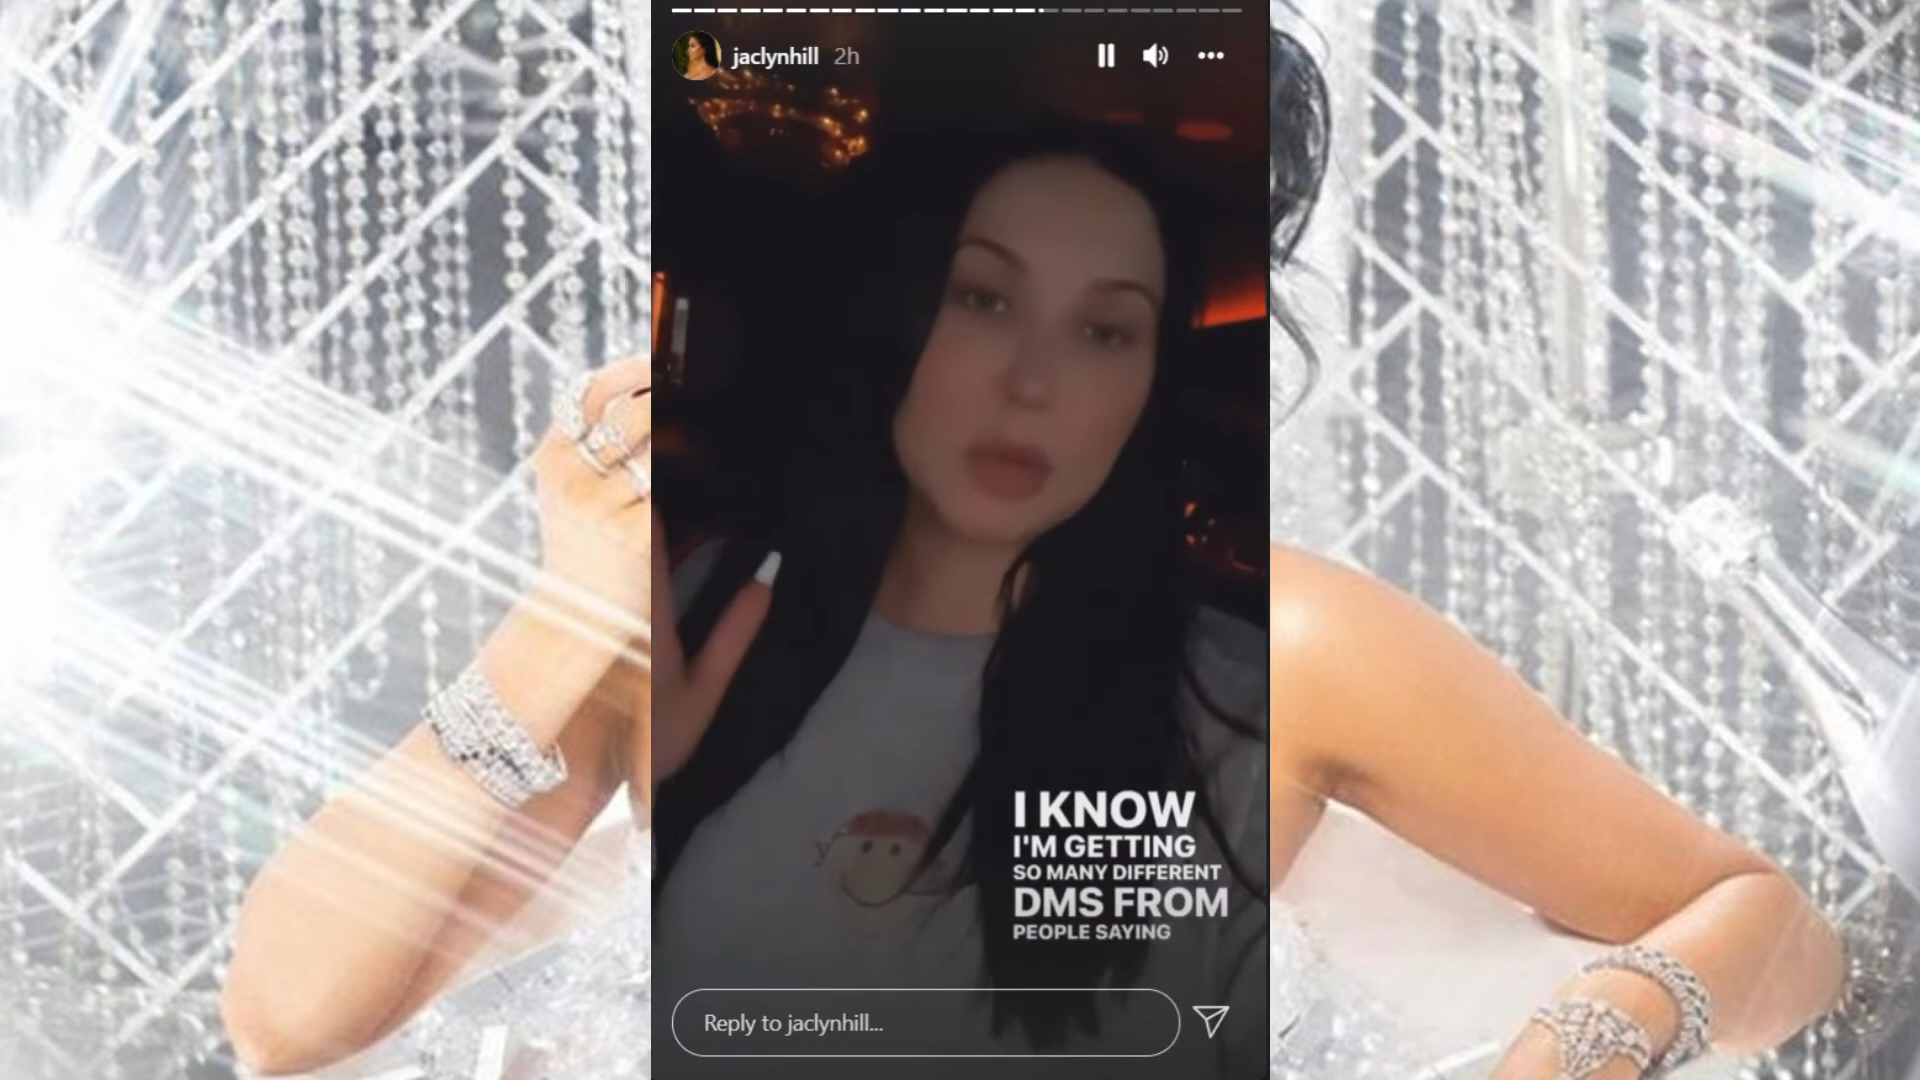 jaclynhill 2h
I KNOW
I'M GETTING
SO MANY DIFFERENT
DMS FROM
PEOPLE SAYING
Reply to jaclynhill...